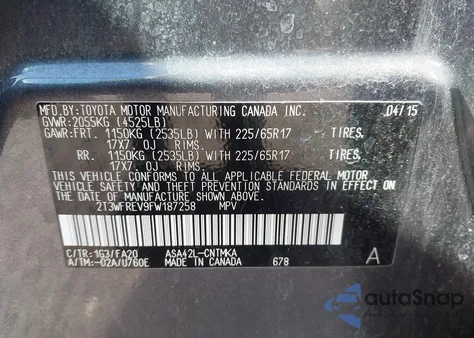 MFD.BY:TOYOTA MOTOR MANUFACTURING CANADA INC. 04/15
GVWR:2055KG (4525LB)
GAWR:FRT. 1150KG (2535LB) WITH 225/65R17 TIRES.
17X7. 0J RIMS.
RR. 1150KG (2535LB) WITH 225/65R17 TIRES.
17X7. 0J RIMS.
THIS VEHICLE CONFORMS TO ALL APPLICABLE FEDERAL MOTOR
VEHICLE SAFETY AND THEFT PREVENTION STANDARDS IN EFFECT
ON THE DATE OF MANUFACTURE SHOWN ABOVE.
2T3WFREV9FW187258 MPV
C/TR:1G3/FA20 ASA42L-CNTMKA A
A/TM:-02A/U760E MADE IN CANADA 678
autoSnap